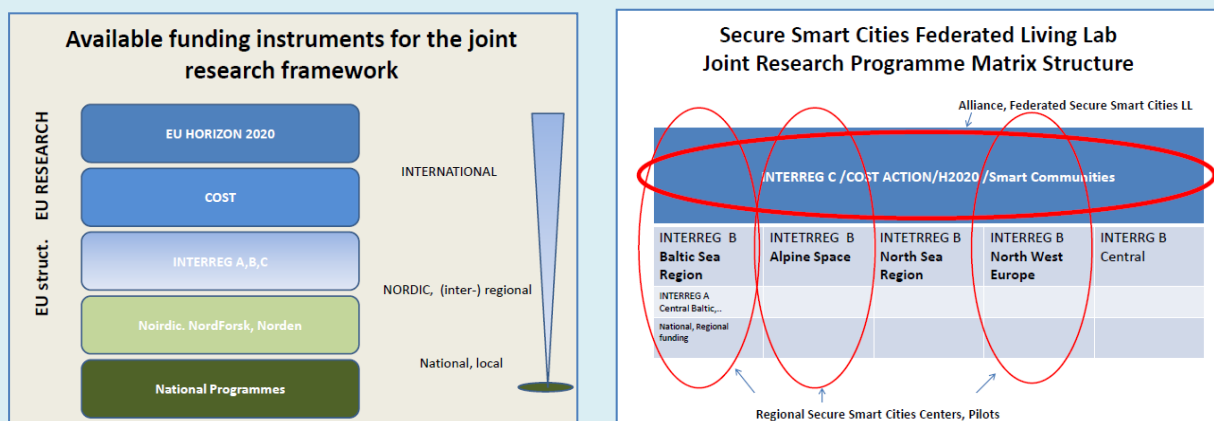 Available funding instruments for the joint
research framework
EU RESEARCH
EU struct.
EU HORIZON 2020
COST
INTERREG A,B,C
Noirdic. NordForsk, Norden
National Programmes
INTERNATIONAL
NORDIC, (inter-) regional
National, local
Secure Smart Cities Federated Living Lab
Joint Research Programme Matrix Structure
Alliance, Federated Secure Smart Cities LL
INTERREG C /COST ACTION/H2020 /Smart Communities
INTERREG B
Baltic Sea
Region
INTETRREG B
Alpine Space
INTETRREG B
North Sea
Region
INTERREG B
North West
Europe
INTERRG B
Central
INTERREG A
Central Baltic,..
National, Regional
funding
Regional Secure Smart Cities Centers, Pilots